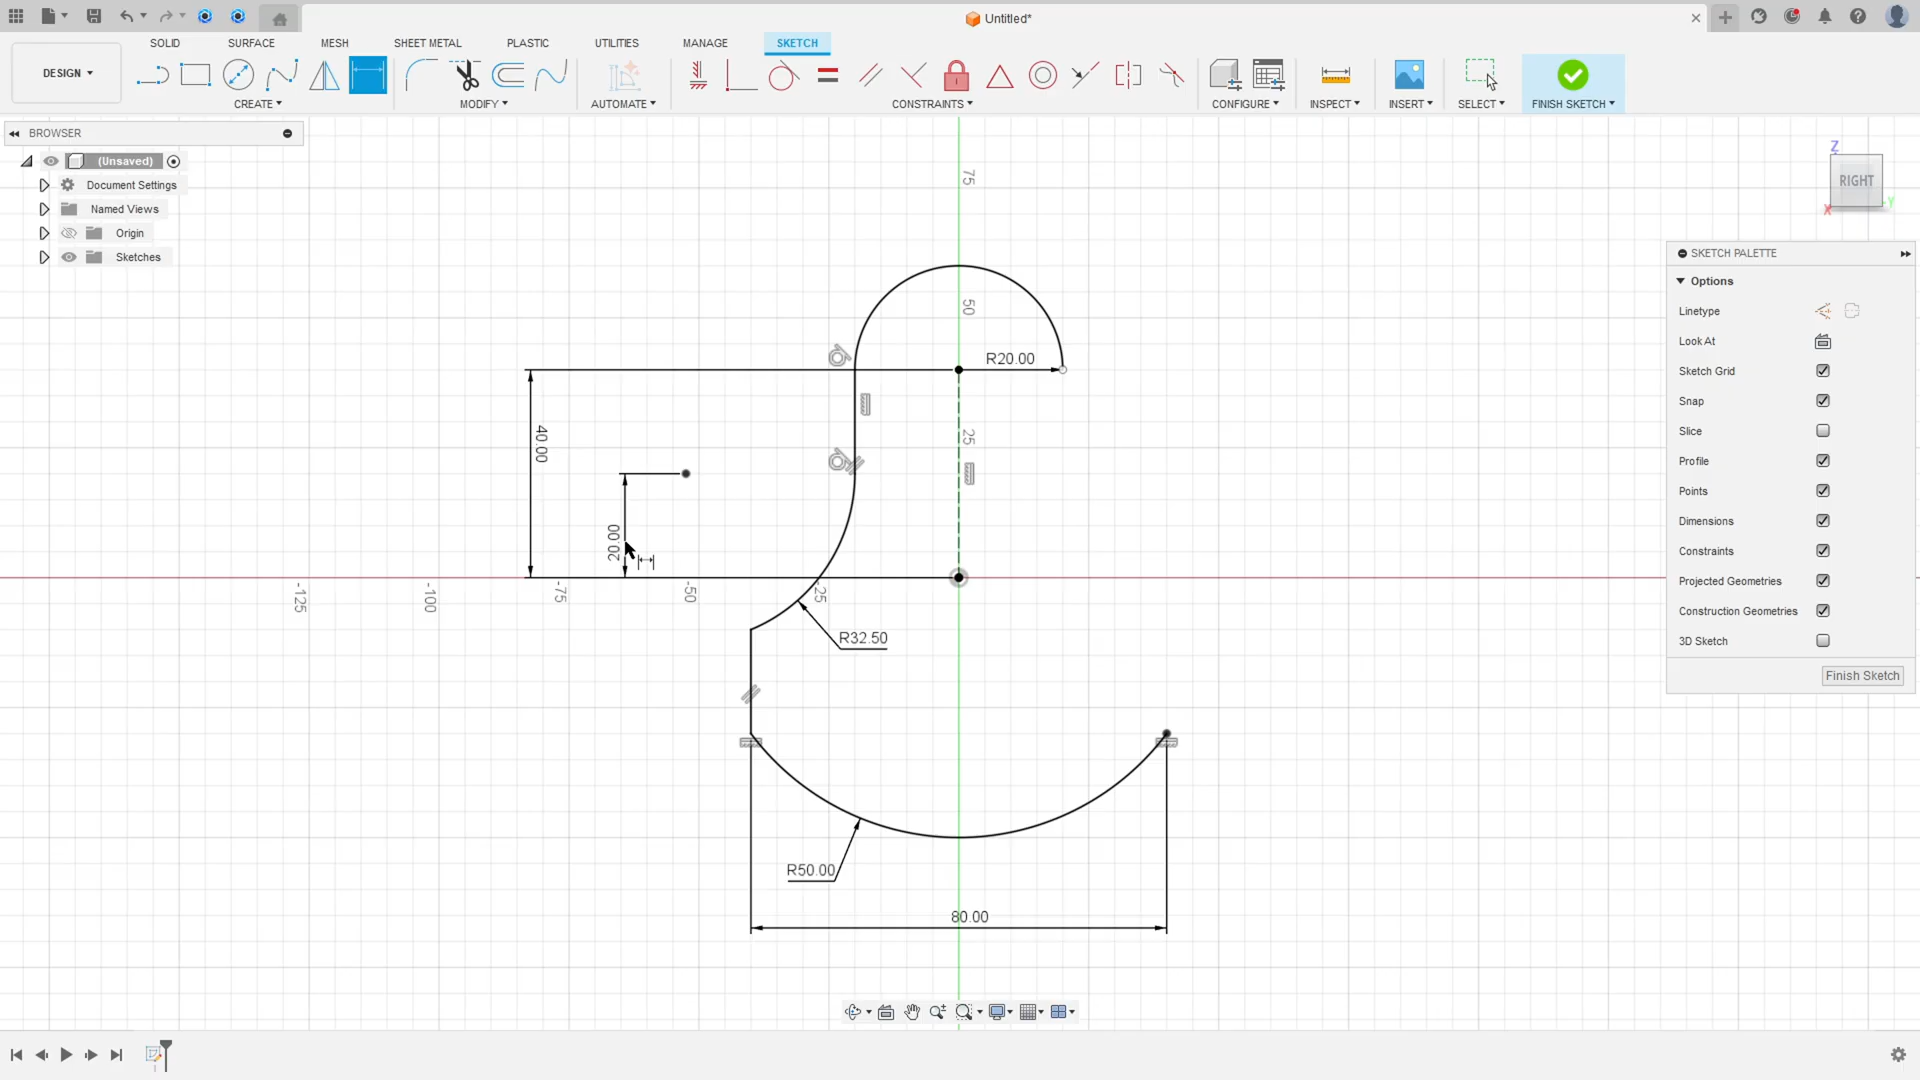 Untitled*
DESIGN
SOLID
SURFACE
MESH
SHEET METAL
PLASTIC
UTILITIES
MANAGE
SKETCH
CREATE
MODIFY
AUTOMATE
CONSTRAINTS
CONFIGURE
INSPECT
INSERT
SELECT
FINISH SKETCH
BROWSER
(Unsaved)
Document Settings
Named Views
Origin
Sketches
Z
RIGHT
X
Y
SKETCH PALETTE
Options
Linetype
Look At
Sketch Grid
Snap
Slice
Profile
Points
Dimensions
Constraints
Projected Geometries
Construction Geometries
3D Sketch
Finish Sketch
75
50
R20.00
25
40.00
20.00
-125
-100
-75
-50
-25
R32.50
R50.00
80.00